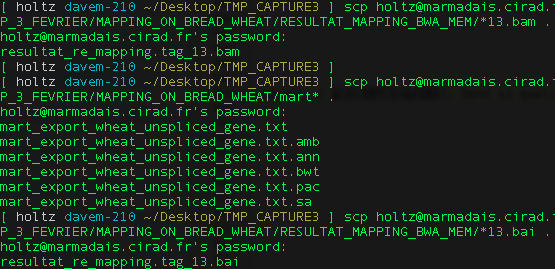 [ holtz davem-210 ~/Desktop/TMP_CAPTURE3 ] scp holtz@marmadais.cirad.f
P_3_FEVRIER/MAPPING_ON_BREAD_WHEAT/RESULTAT_MAPPING_BWA_MEM/*13.bam .
holtz@marmadais.cirad.fr's password:
resultat_re_mapping.tag_13.bam
[ holtz davem-210 ~/Desktop/TMP_CAPTURE3 ]
[ holtz davem-210 ~/Desktop/TMP_CAPTURE3 ] scp holtz@marmadais.cirad.f
P_3_FEVRIER/MAPPING_ON_BREAD_WHEAT/mart* .
holtz@marmadais.cirad.fr's password:
mart_export_wheat_unspliced_gene.txt
mart_export_wheat_unspliced_gene.txt.amb
mart_export_wheat_unspliced_gene.txt.ann
mart_export_wheat_unspliced_gene.txt.bwt
mart_export_wheat_unspliced_gene.txt.pac
mart_export_wheat_unspliced_gene.txt.sa
[ holtz davem-210 ~/Desktop/TMP_CAPTURE3 ] scp holtz@marmadais.cirad.f
P_3_FEVRIER/MAPPING_ON_BREAD_WHEAT/RESULTAT_MAPPING_BWA_MEM/*13.bai .
holtz@marmadais.cirad.fr's password:
resultat_re_mapping.tag_13.bai